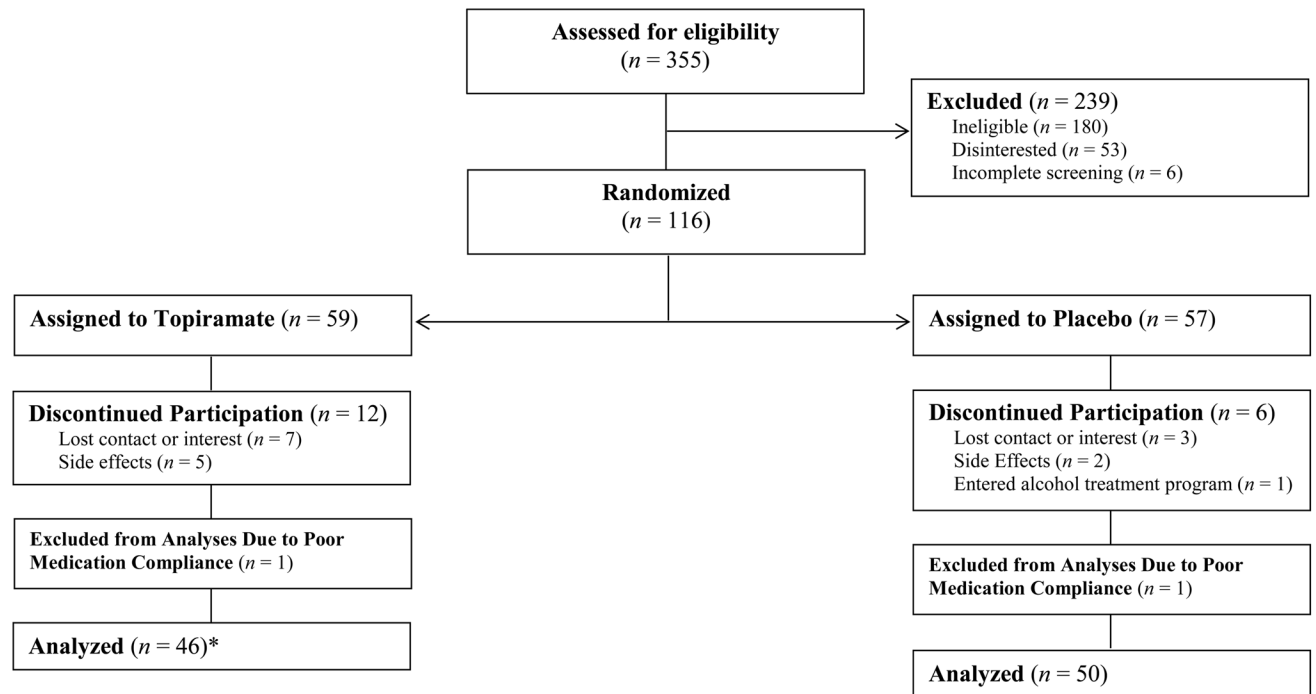 Assessed for eligibility
(n = 355)
Excluded (n = 239)
Ineligible (n = 180)
Disinterested (n = 53)
Incomplete screening (n = 6)
Randomized
(n = 116)
Assigned to Topiramate (n = 59)
Assigned to Placebo (n = 57)
Discontinued Participation (n = 12)
Lost contact or interest (n = 7)
Side effects (n = 5)
Discontinued Participation (n = 6)
Lost contact or interest (n = 3)
Side Effects (n = 2)
Entered alcohol treatment program (n = 1)
Excluded from Analyses Due to Poor
Medication Compliance (n = 1)
Excluded from Analyses Due to Poor
Medication Compliance (n = 1)
Analyzed (n = 46)*
Analyzed (n = 50)